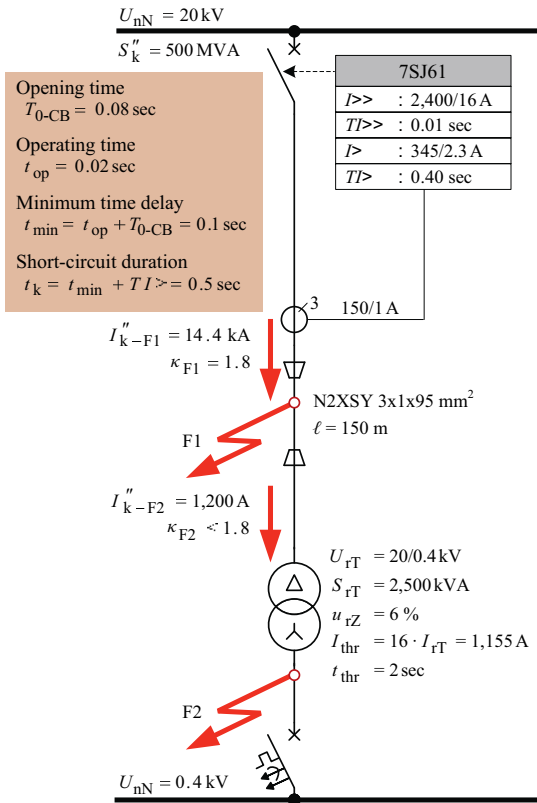 U_nN = 20 kV
S″_k = 500 MVA
7SJ61
I>> : 2,400/16 A
TI>> : 0.01 sec
I> : 345/2.3 A
TI> : 0.40 sec
Opening time
T_0-CB = 0.08 sec
Operating time
t_op = 0.02 sec
Minimum time delay
t_min = t_op + T_0-CB = 0.1 sec
Short-circuit duration
t_k = t_min + TI> = 0.5 sec
3
150/1 A
I″_k–F1 = 14.4 kA
κ_F1 = 1.8
N2XSY 3x1x95 mm²
ℓ = 150 m
F1
I″_k–F2 = 1,200 A
κ_F2 < 1.8
U_rT = 20/0.4 kV
S_rT = 2,500 kVA
u_rZ = 6 %
I_thr = 16 · I_rT = 1,155 A
t_thr = 2 sec
F2
U_nN = 0.4 kV